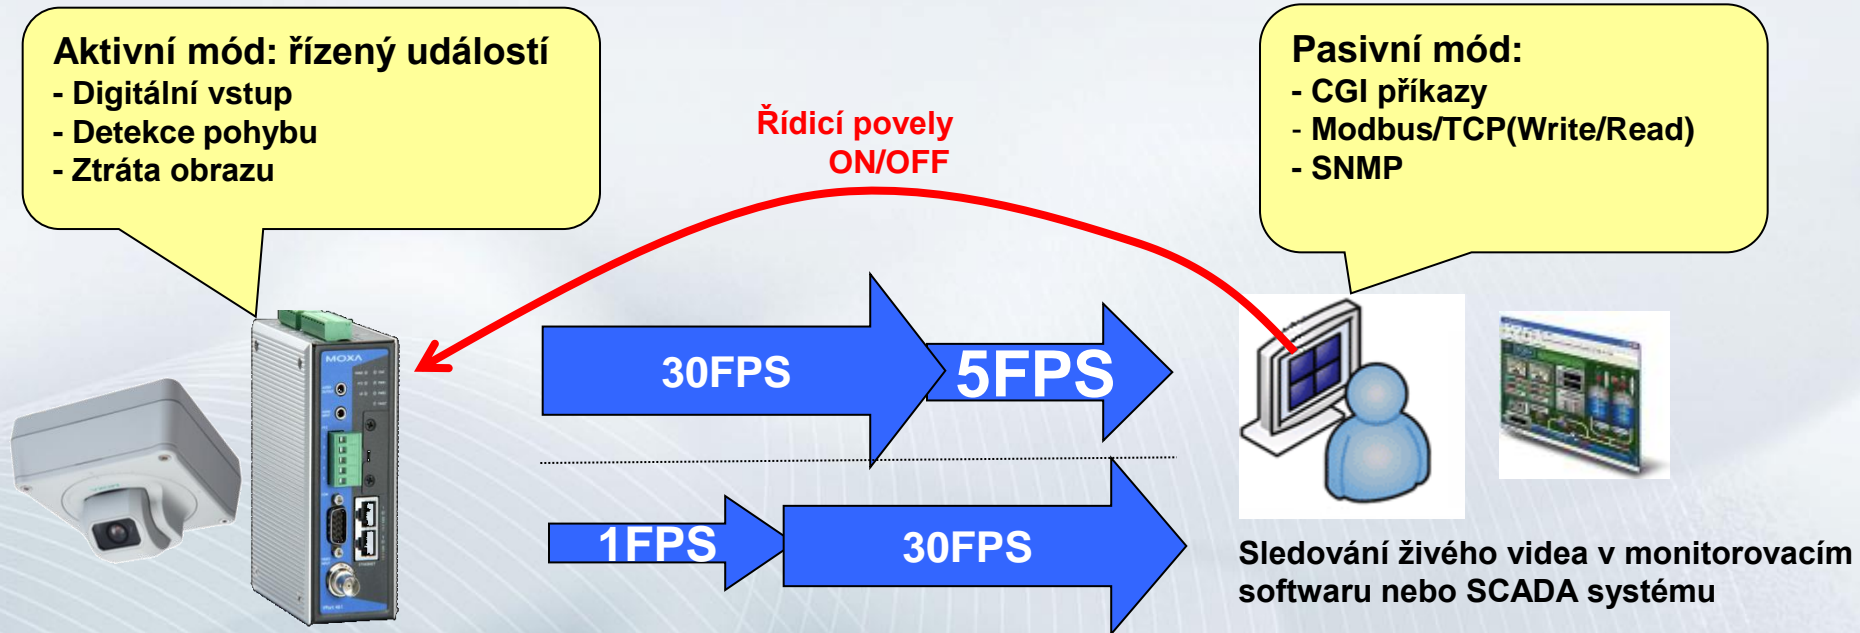 Aktivní mód: řízený událostí
- Digitální vstup
- Detekce pohybu
- Ztráta obrazu
Řídicí povely
ON/OFF
Pasivní mód:
- CGI příkazy
- Modbus/TCP(Write/Read)
- SNMP
MOXA
30FPS
5FPS
1FPS
30FPS
Sledování živého videa v monitorovacím
softwaru nebo SCADA systému